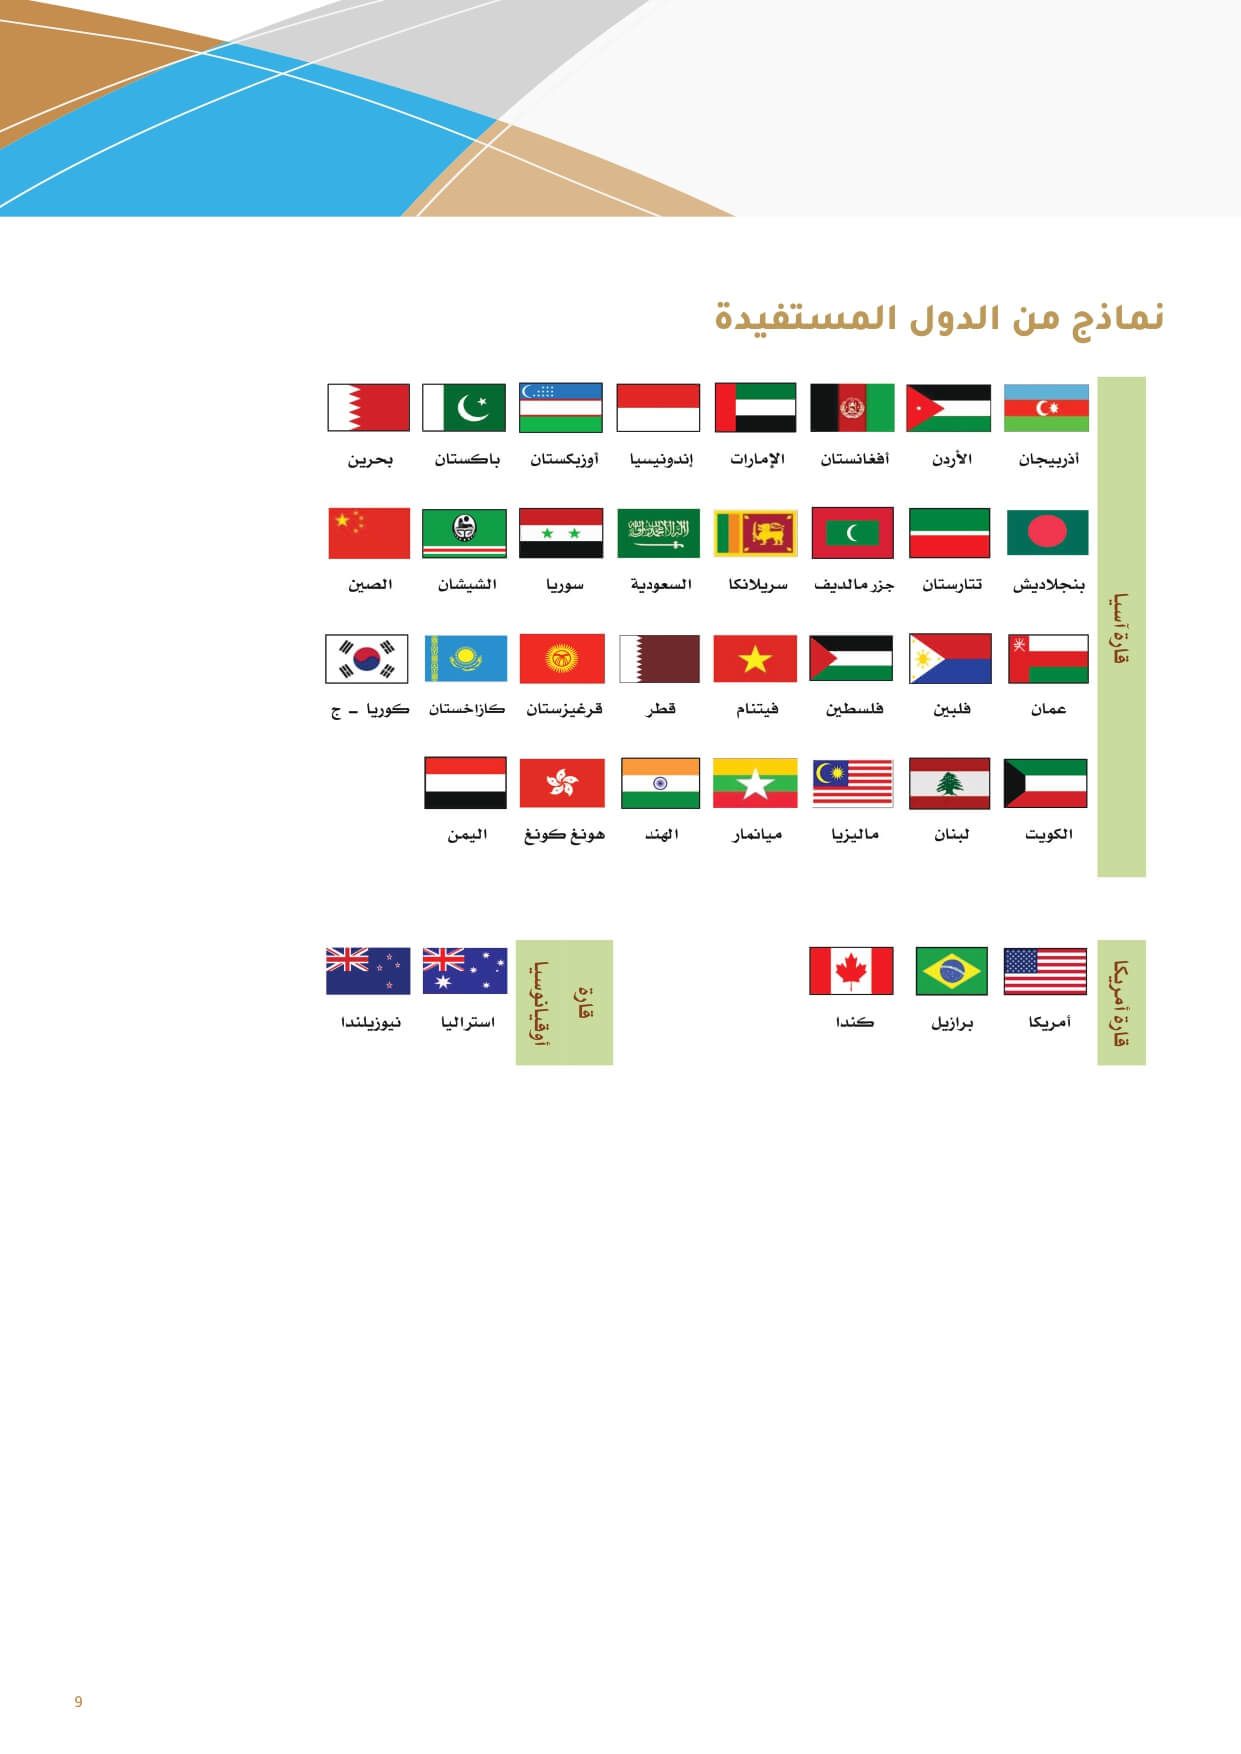 نماذج من الدول المستفيدة
قارة آسيا
أذربيجان الأردن أفغانستان الإمارات إندونيسيا أوزبكستان باكستان بحرين
بنجلاديش تتارستان جزر مالديف سريلانكا السعودية سوريا الشيشان الصين
عمان فلبين فلسطين فيتنام قطر قرغيزستان كازاخستان كوريا - ج
الكويت لبنان ماليزيا ميانمار الهند هونغ كونغ اليمن
قارة أمريكا
أمريكا برازيل كندا
قارة
أوقيانوسيا
استراليا نيوزيلندا
9